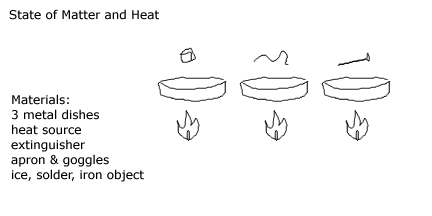 State of Matter and Heat
Materials:
3 metal dishes
heat source
extinguisher
apron & goggles
ice, solder, iron object